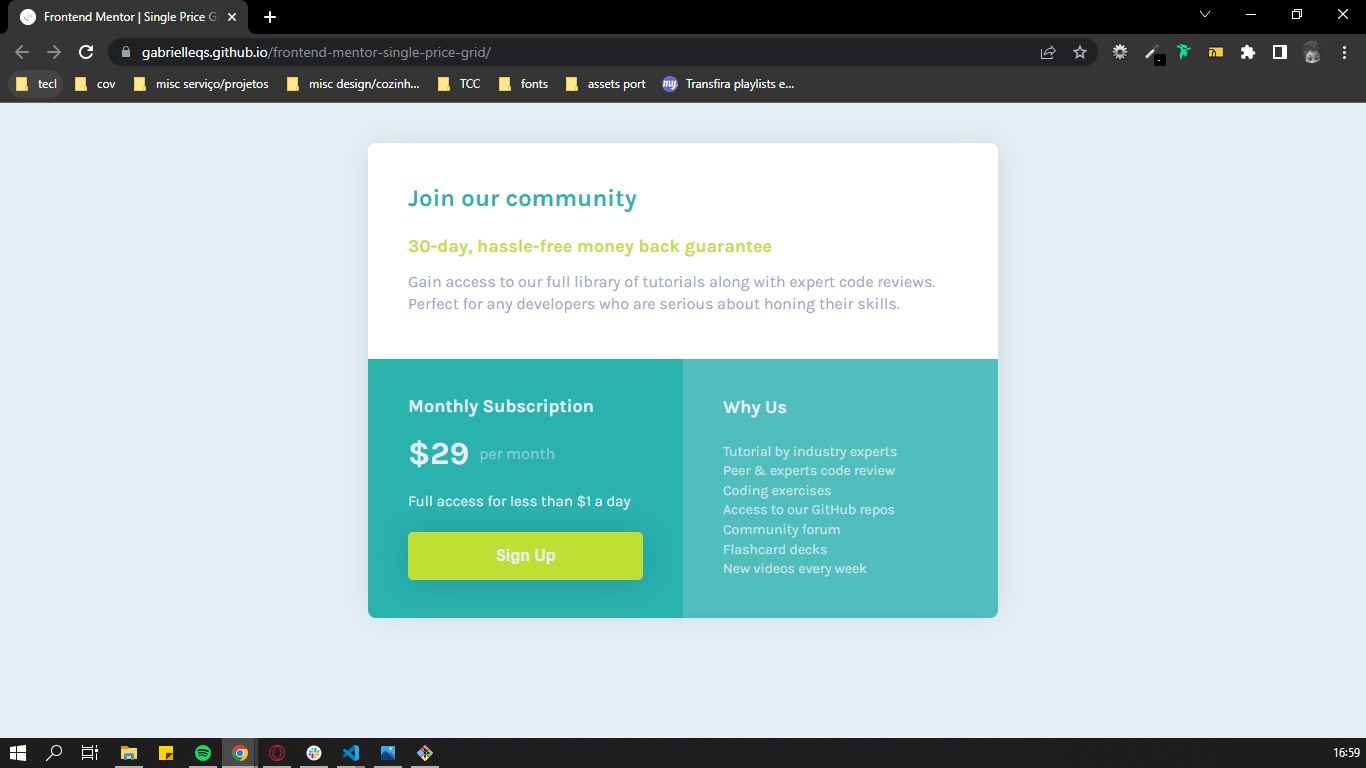 Frontend Mentor | Single Price G
gabrielleqs.github.io/frontend-mentor-single-price-grid/
tecl
cov
misc serviço/projetos
misc design/cozinh...
TCC
fonts
assets port
my
Transfira playlists e...
Join our community
30-day, hassle-free money back guarantee
Gain access to our full library of tutorials along with expert code reviews.
Perfect for any developers who are serious about honing their skills.
Monthly Subscription
$29 per month
Full access for less than $1 a day
Sign Up
Why Us
Tutorial by industry experts
Peer & experts code review
Coding exercises
Access to our GitHub repos
Community forum
Flashcard decks
New videos every week
16:59